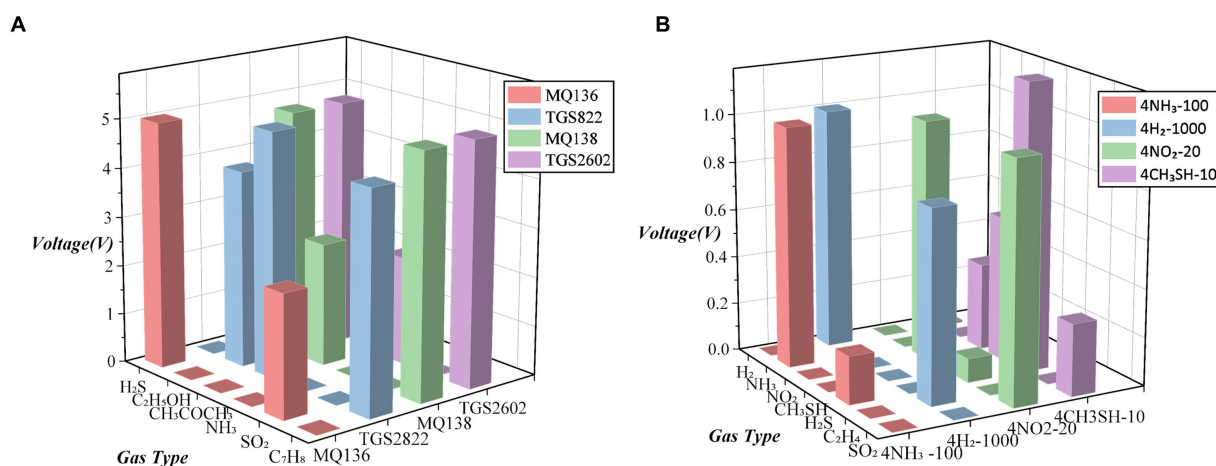 A
5
4
3
2
1
0
Voltage(V)
MQ136
TGS822
MQ138
TGS2602
H₂S
C₂H₅OH
CH₃COCH₃
NH₃
SO₂
C₇H₈
Gas Type
MQ136
TGS2822
MQ138
TGS2602
B
1.0
0.8
0.6
0.4
0.2
0.0
Voltage(V)
4NH₃-100
4H₂-1000
4NO₂-20
4CH₃SH-10
H₂
NH₃
NO₂
CH₃SH
H₂S
C₂H₄
SO₂
Gas Type
4NH₃ -100
4H₂-1000
4NO2-20
4CH3SH-10